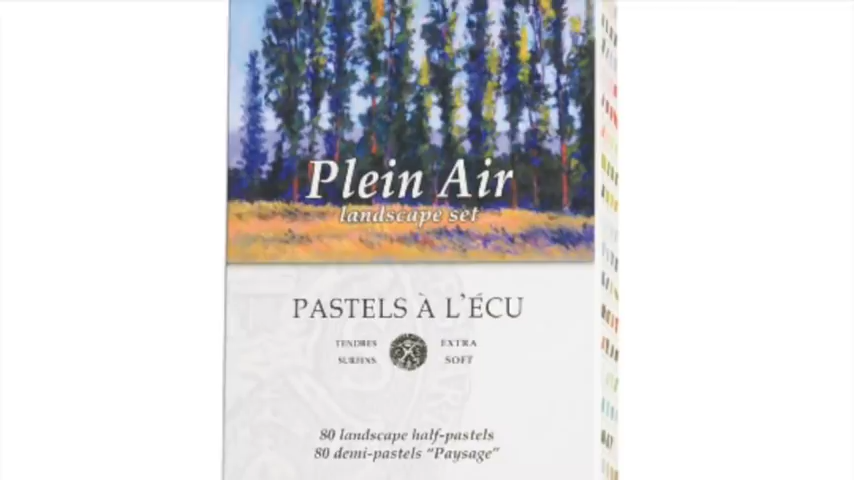 Plein Air
landscape set
PASTELS À L'ÉCU
TENDRES EXTRA
SURFINS SOFT
80 landscape half-pastels
80 demi-pastels "Paysage"